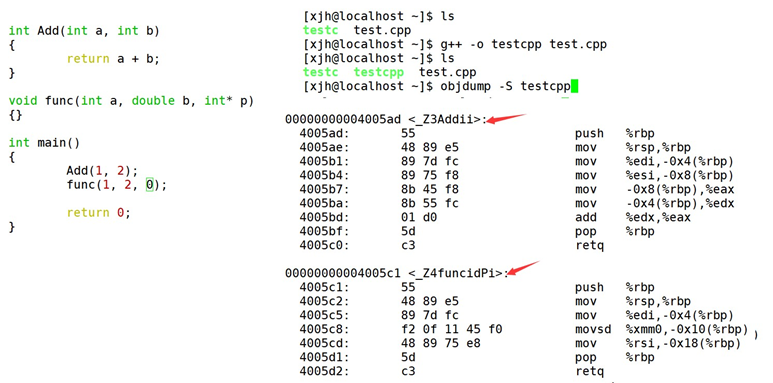 int Add(int a, int b)
{
return a + b;
}
void func(int a, double b, int* p)
{}
int main()
{
Add(1, 2);
func(1, 2, 0);
return 0;
}
[xjh@localhost ~]$ ls
testc  test.cpp
[xjh@localhost ~]$ g++ -o testcpp test.cpp
[xjh@localhost ~]$ ls
testc  testcpp  test.cpp
[xjh@localhost ~]$ objdump -S testcpp
00000000004005ad <_Z3Addii>:
4005ad: 55 push %rbp
4005ae: 48 89 e5 mov %rsp,%rbp
4005b1: 89 7d fc mov %edi,-0x4(%rbp)
4005b4: 89 75 f8 mov %esi,-0x8(%rbp)
4005b7: 8b 45 f8 mov -0x8(%rbp),%eax
4005ba: 8b 55 fc mov -0x4(%rbp),%edx
4005bd: 01 d0 add %edx,%eax
4005bf: 5d pop %rbp
4005c0: c3 retq
00000000004005c1 <_Z4funcidPi>:
4005c1: 55 push %rbp
4005c2: 48 89 e5 mov %rsp,%rbp
4005c5: 89 7d fc mov %edi,-0x4(%rbp)
4005c8: f2 0f 11 45 f0 movsd %xmm0,-0x10(%rbp)
4005cd: 48 89 75 e8 mov %rsi,-0x18(%rbp)
4005d1: 5d pop %rbp
4005d2: c3 retq